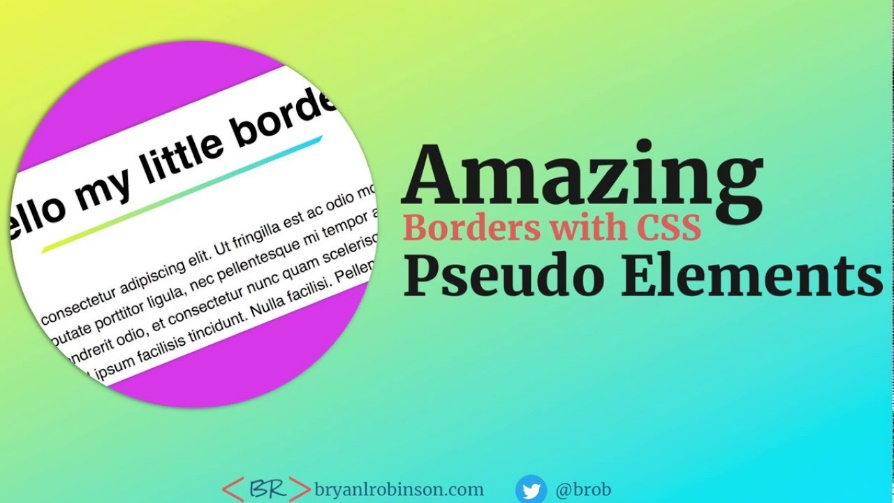 ello my little borde
consectetur adipiscing elit. Ut fringilla est ac odio mo
putate porttitor ligula, nec pellentesque mi tempor a
ndrerit odio, et consectetur nunc quam scelerisc
ipsum facilisis tincidunt. Nulla facilisi. Pellen
Amazing
Borders with CSS
Pseudo Elements
<BR> bryanlrobinson.com @brob